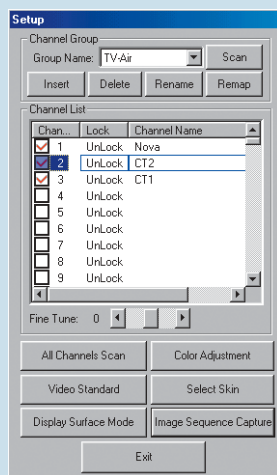 Setup
Channel Group
Group Name: TV-Air Scan
Insert Delete Rename Remap
Channel List
Chan... Lock Channel Name
1 UnLock Nova
2 UnLock CT2
3 UnLock CT1
4 UnLock
5 UnLock
6 UnLock
7 UnLock
8 UnLock
9 UnLock
Fine Tune: 0
All Channels Scan Color Adjustment
Video Standard Select Skin
Display Surface Mode Image Sequence Capture
Exit